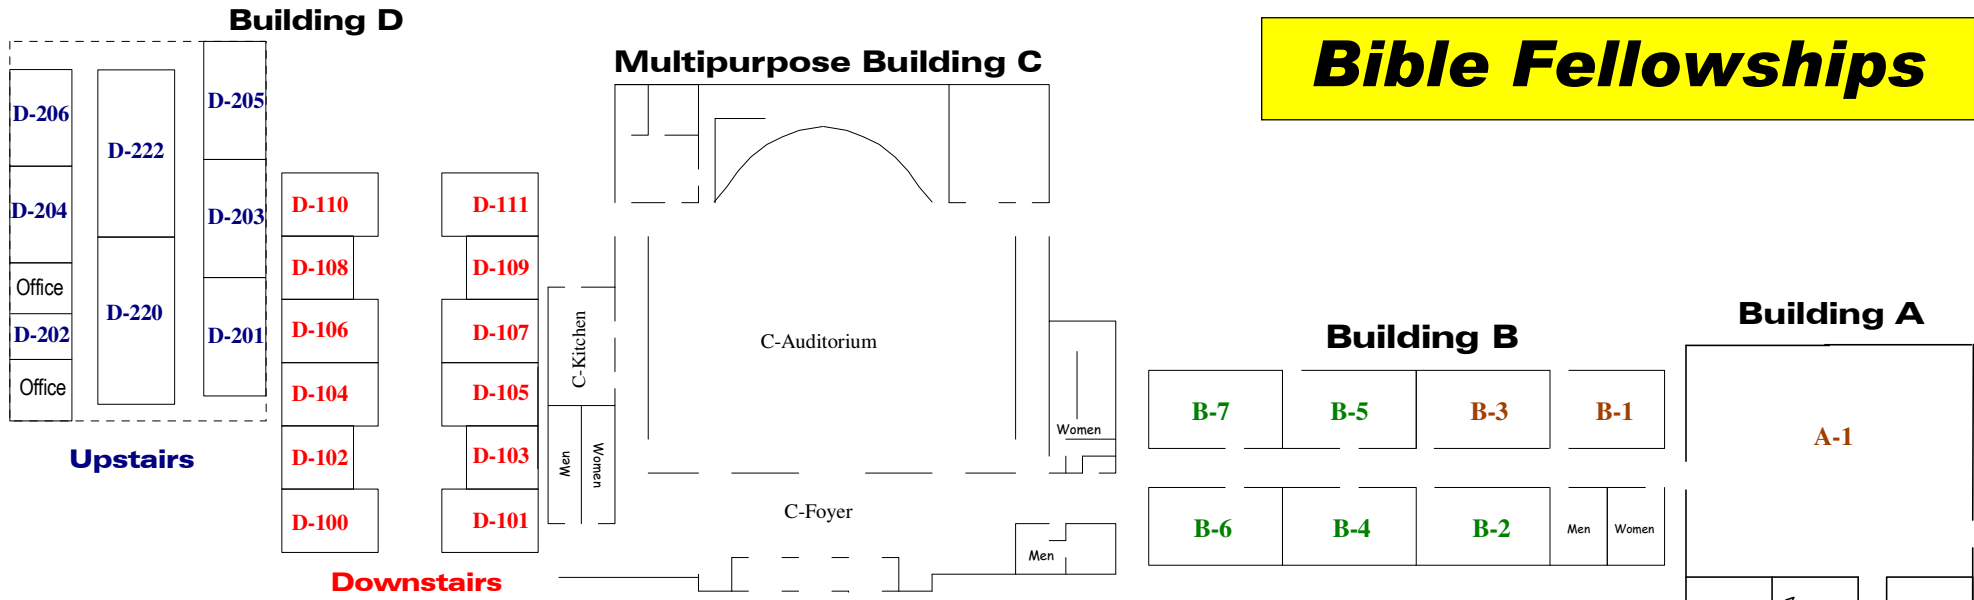 Building D
Multipurpose Building C
Bible Fellowships
D-206
D-204
Office
D-202
Office
D-222
D-220
D-205
D-203
D-201
Upstairs
D-110
D-108
D-106
D-104
D-102
D-100
D-111
D-109
D-107
D-105
D-103
D-101
Downstairs
C-Kitchen
Men
Women
C-Auditorium
C-Foyer
Women
Men
Building B
B-7
B-5
B-3
B-1
B-6
B-4
B-2
Men
Women
Building A
A-1